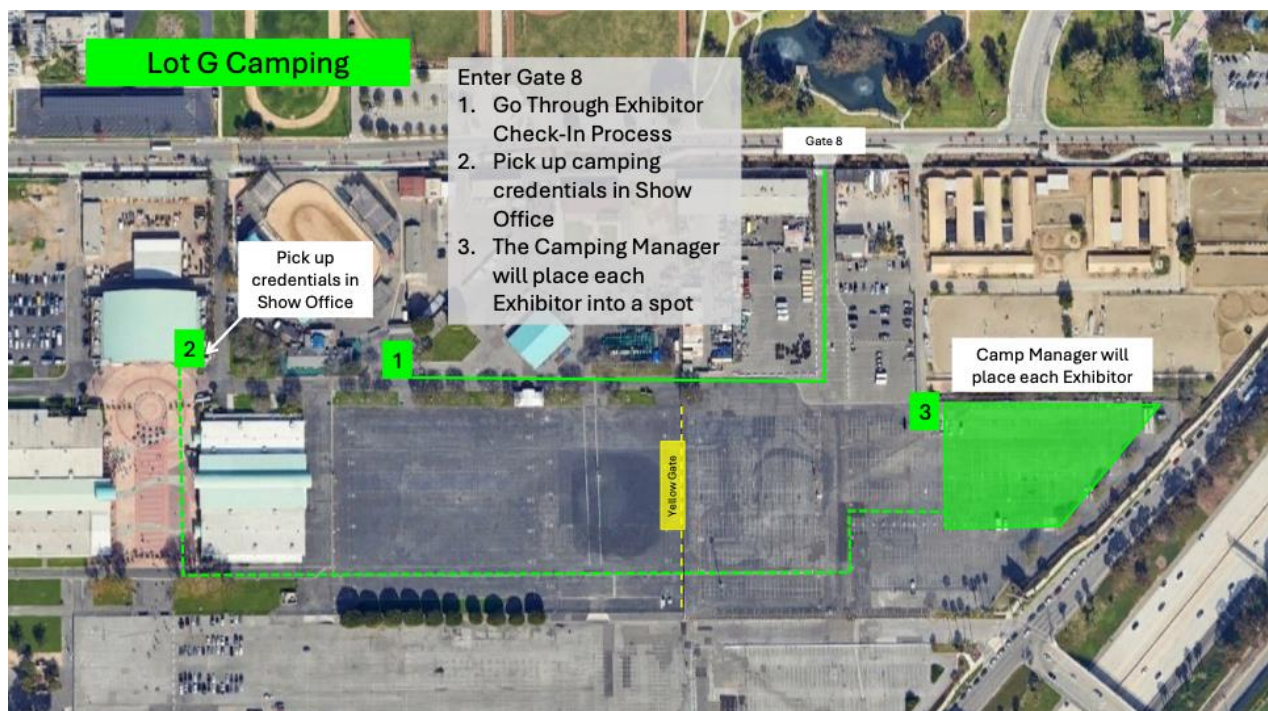 Lot G Camping
Enter Gate 8
1. Go Through Exhibitor
Check-In Process
2. Pick up camping
credentials in Show
Office
3. The Camping Manager
will place each
Exhibitor into a spot
Gate 8
Pick up
credentials in
Show Office
2
1
Camp Manager will
place each Exhibitor
3
Yellow Gate